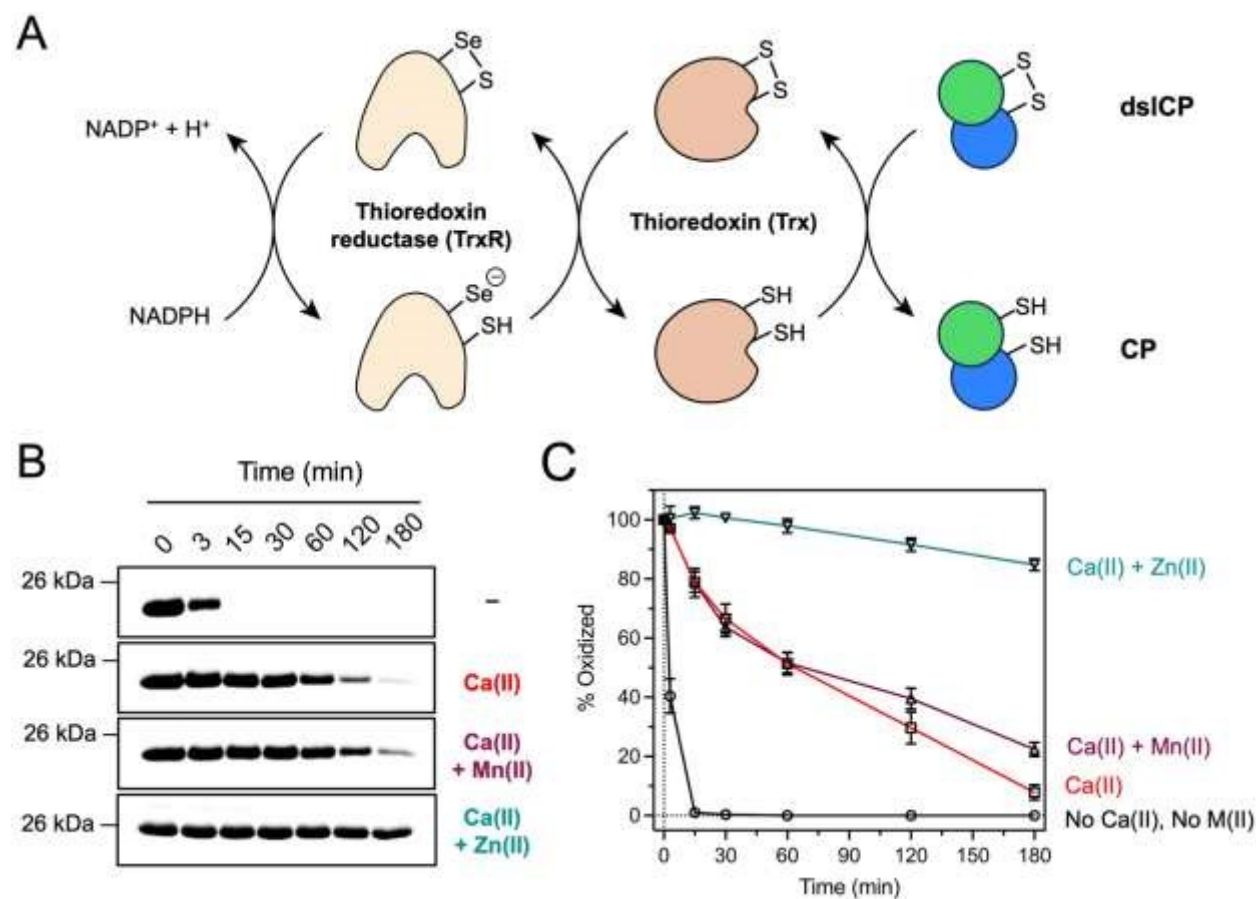 A
Se
S
S
S
S
S
NADP⁺ + H⁺
dsICP
Thioredoxin
reductase (TrxR)
Thioredoxin (Trx)
NADPH
Se⊖
SH
SH
SH
SH
SH
CP
B
Time (min)
0 3 15 30 60 120 180
26 kDa
–
26 kDa
Ca(II)
26 kDa
Ca(II)
+ Mn(II)
26 kDa
Ca(II)
+ Zn(II)
C
% Oxidized
100
80
60
40
20
0
0 30 60 90 120 150 180
Time (min)
Ca(II) + Zn(II)
Ca(II) + Mn(II)
Ca(II)
No Ca(II), No M(II)